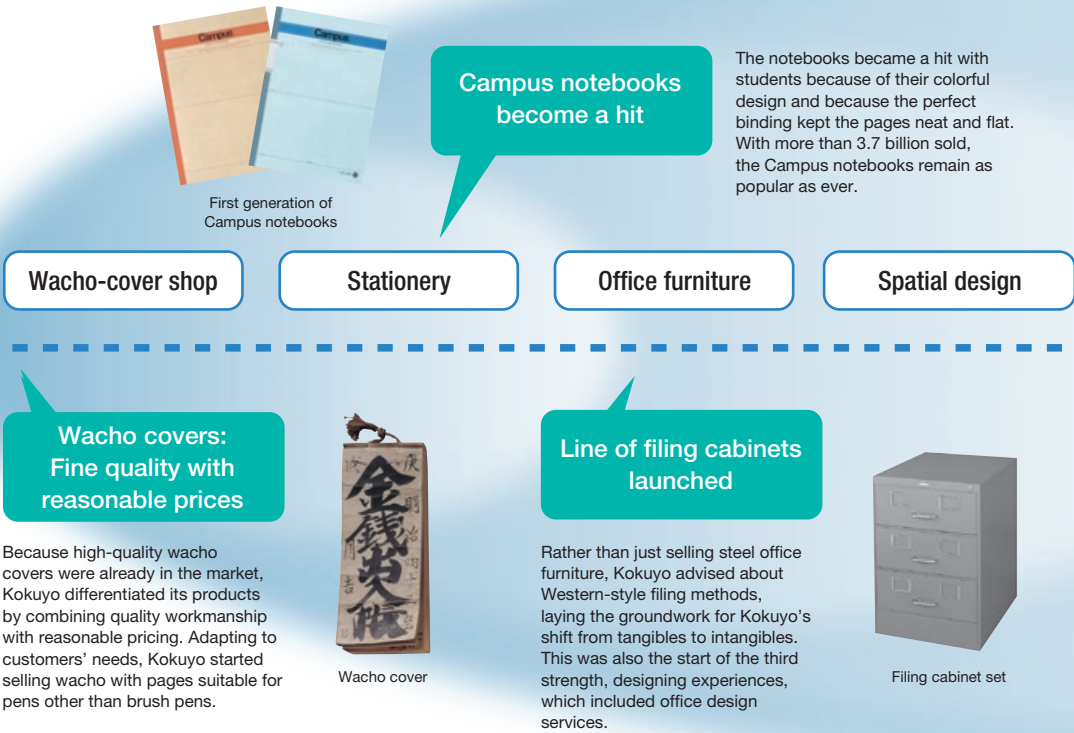 Campus
Campus
First generation of
Campus notebooks
Campus notebooks
become a hit
The notebooks became a hit with
students because of their colorful
design and because the perfect
binding kept the pages neat and flat.
With more than 3.7 billion sold,
the Campus notebooks remain as
popular as ever.
Wacho-cover shop
Stationery
Office furniture
Spatial design
Wacho covers:
Fine quality with
reasonable prices
Because high-quality wacho
covers were already in the market,
Kokuyo differentiated its products
by combining quality workmanship
with reasonable pricing. Adapting to
customers’ needs, Kokuyo started
selling wacho with pages suitable for
pens other than brush pens.
金銭出入帳
Wacho cover
Line of filing cabinets
launched
Rather than just selling steel office
furniture, Kokuyo advised about
Western-style filing methods,
laying the groundwork for Kokuyo’s
shift from tangibles to intangibles.
This was also the start of the third
strength, designing experiences,
which included office design
services.
Filing cabinet set